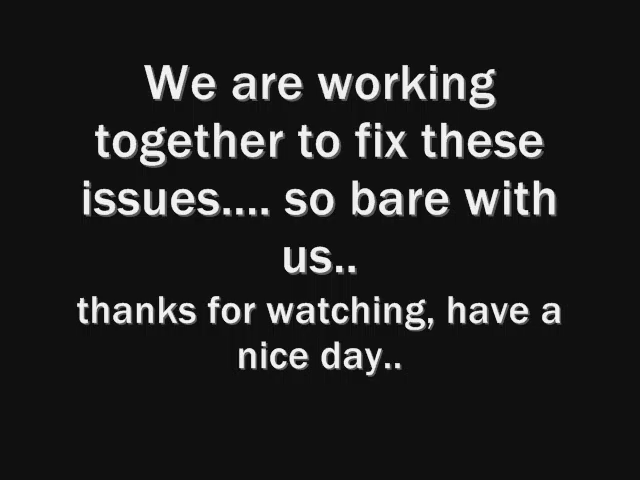 We are working
together to fix these
issues.... so bare with
us..
thanks for watching, have a
nice day..